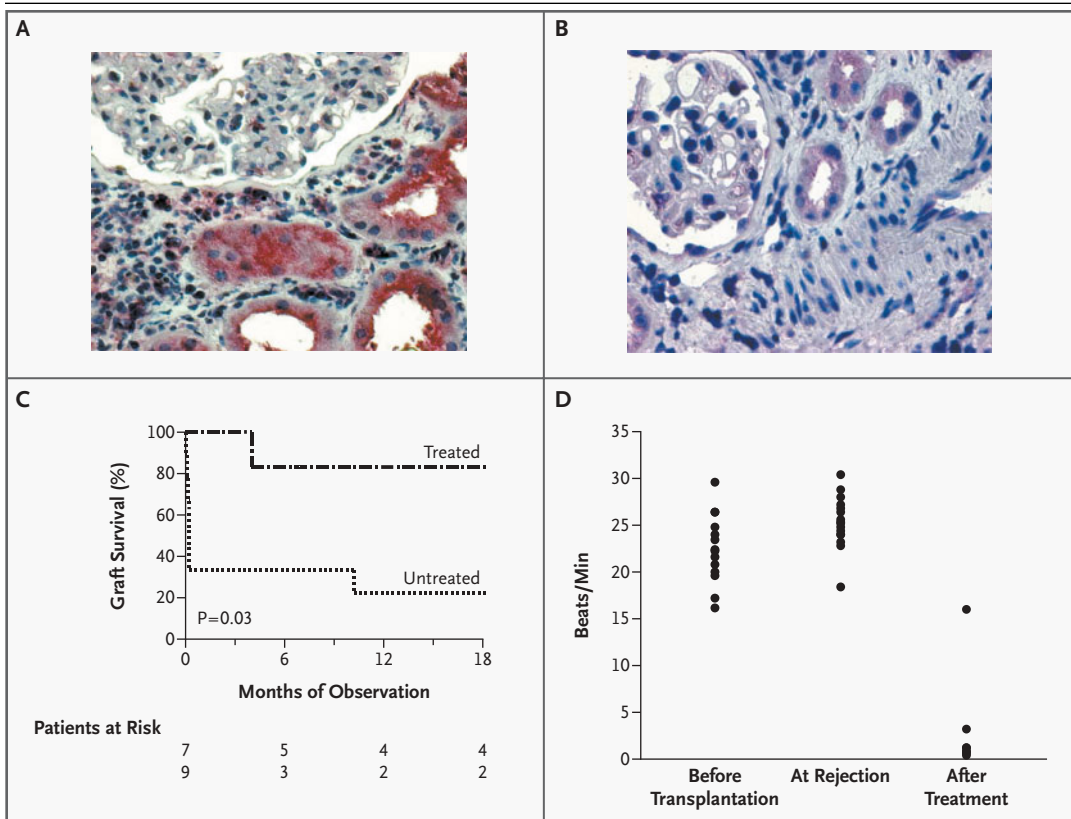 A
B
C
100
80
60
40
20
0
Graft Survival (%)
Treated
Untreated
P=0.03
0 6 12 18
Months of Observation
Patients at Risk
7 5 4 4
9 3 2 2
D
35
30
25
20
15
10
5
0
Beats/Min
Before
Transplantation
At Rejection
After
Treatment